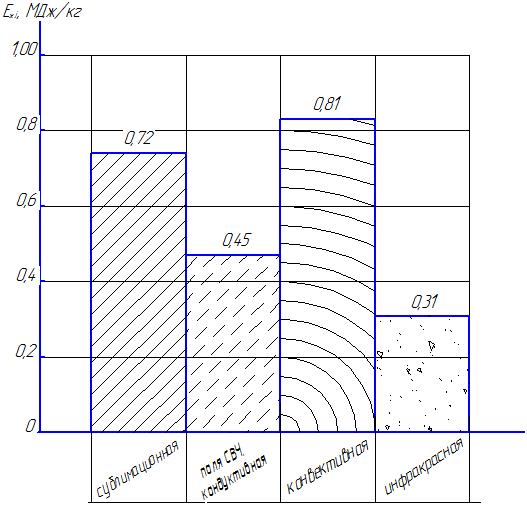 Eₓᵢ, МДж/кг
1,00
0,8
0,6
0,4
0,2
0
0,72
0,45
0,81
0,31
сублимационная
поля СВЧ,
кондуктивная
конвективная
инфракрасная